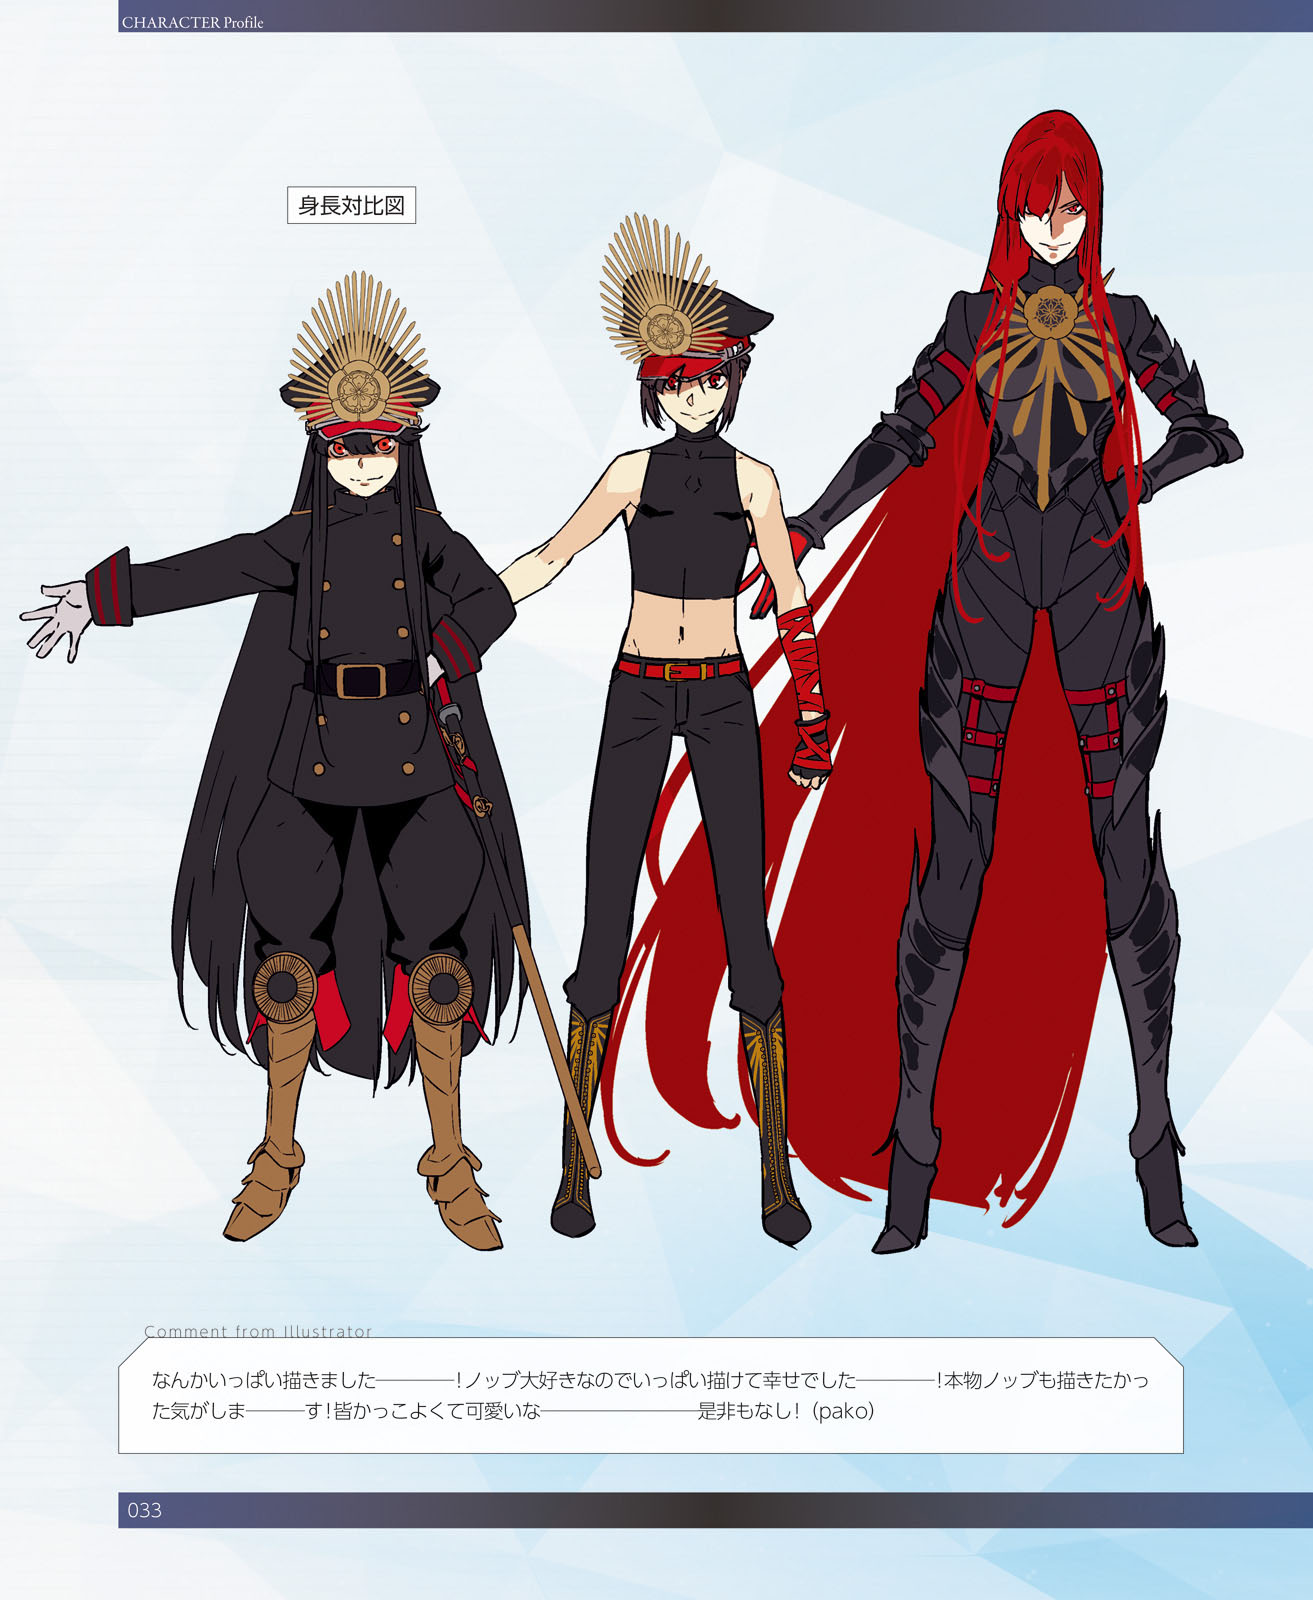 CHARACTER Profile
身長対比図
Comment from Illustrator
なんかいっぱい描きました――――!ノッブ大好きなのでいっぱい描けて幸せでした――――!本物ノッブも描きたかっ
た気がしま―――す!皆かっこよくて可愛いな――――――――是非もなし!(pako)
033